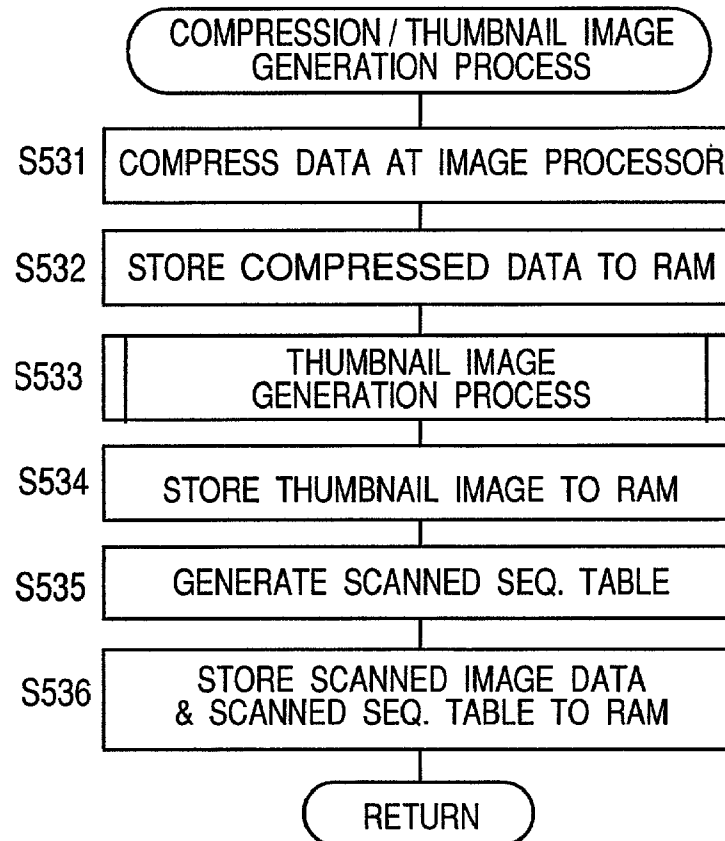 COMPRESSION / THUMBNAIL IMAGE
GENERATION PROCESS
S531 COMPRESS DATA AT IMAGE PROCESSOR
S532 STORE COMPRESSED DATA TO RAM
S533 THUMBNAIL IMAGE
GENERATION PROCESS
S534 STORE THUMBNAIL IMAGE TO RAM
S535 GENERATE SCANNED SEQ. TABLE
S536 STORE SCANNED IMAGE DATA
& SCANNED SEQ. TABLE TO RAM
RETURN